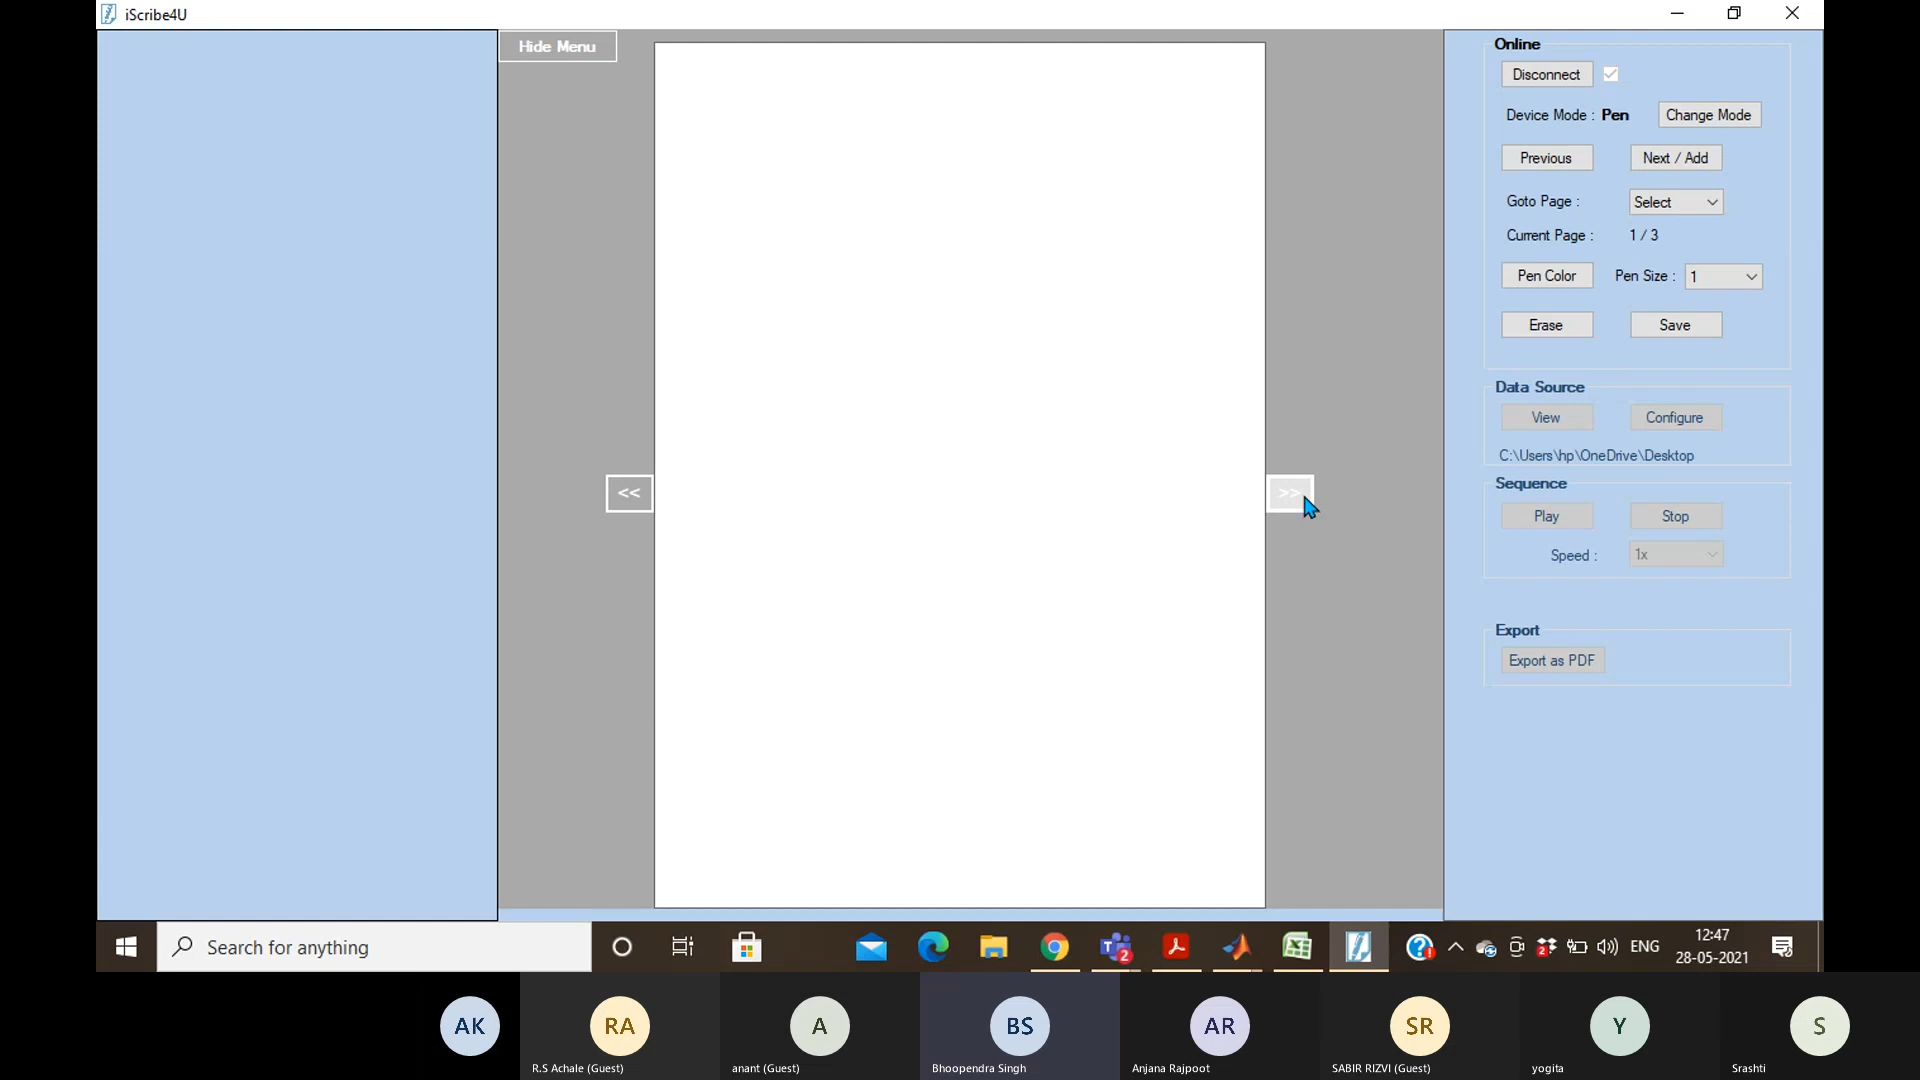 iScribe4U
Hide Menu
<<
>>
Online
Disconnect
Device Mode : Pen Change Mode
Previous Next / Add
Goto Page : Select
Current Page : 1 / 3
Pen Color Pen Size : 1
Erase Save
Data Source
View Configure
C:\Users\hp\OneDrive\Desktop
Sequence
Play Stop
Speed : 1x
Export
Export as PDF
Search for anything
2
2
ENG
12:47
28-05-2021
AK
RA
R.S Achale (Guest)
A
anant (Guest)
BS
Bhoopendra Singh
AR
Anjana Rajpoot
SR
SABIR RIZVI (Guest)
Y
yogita
S
Srashti